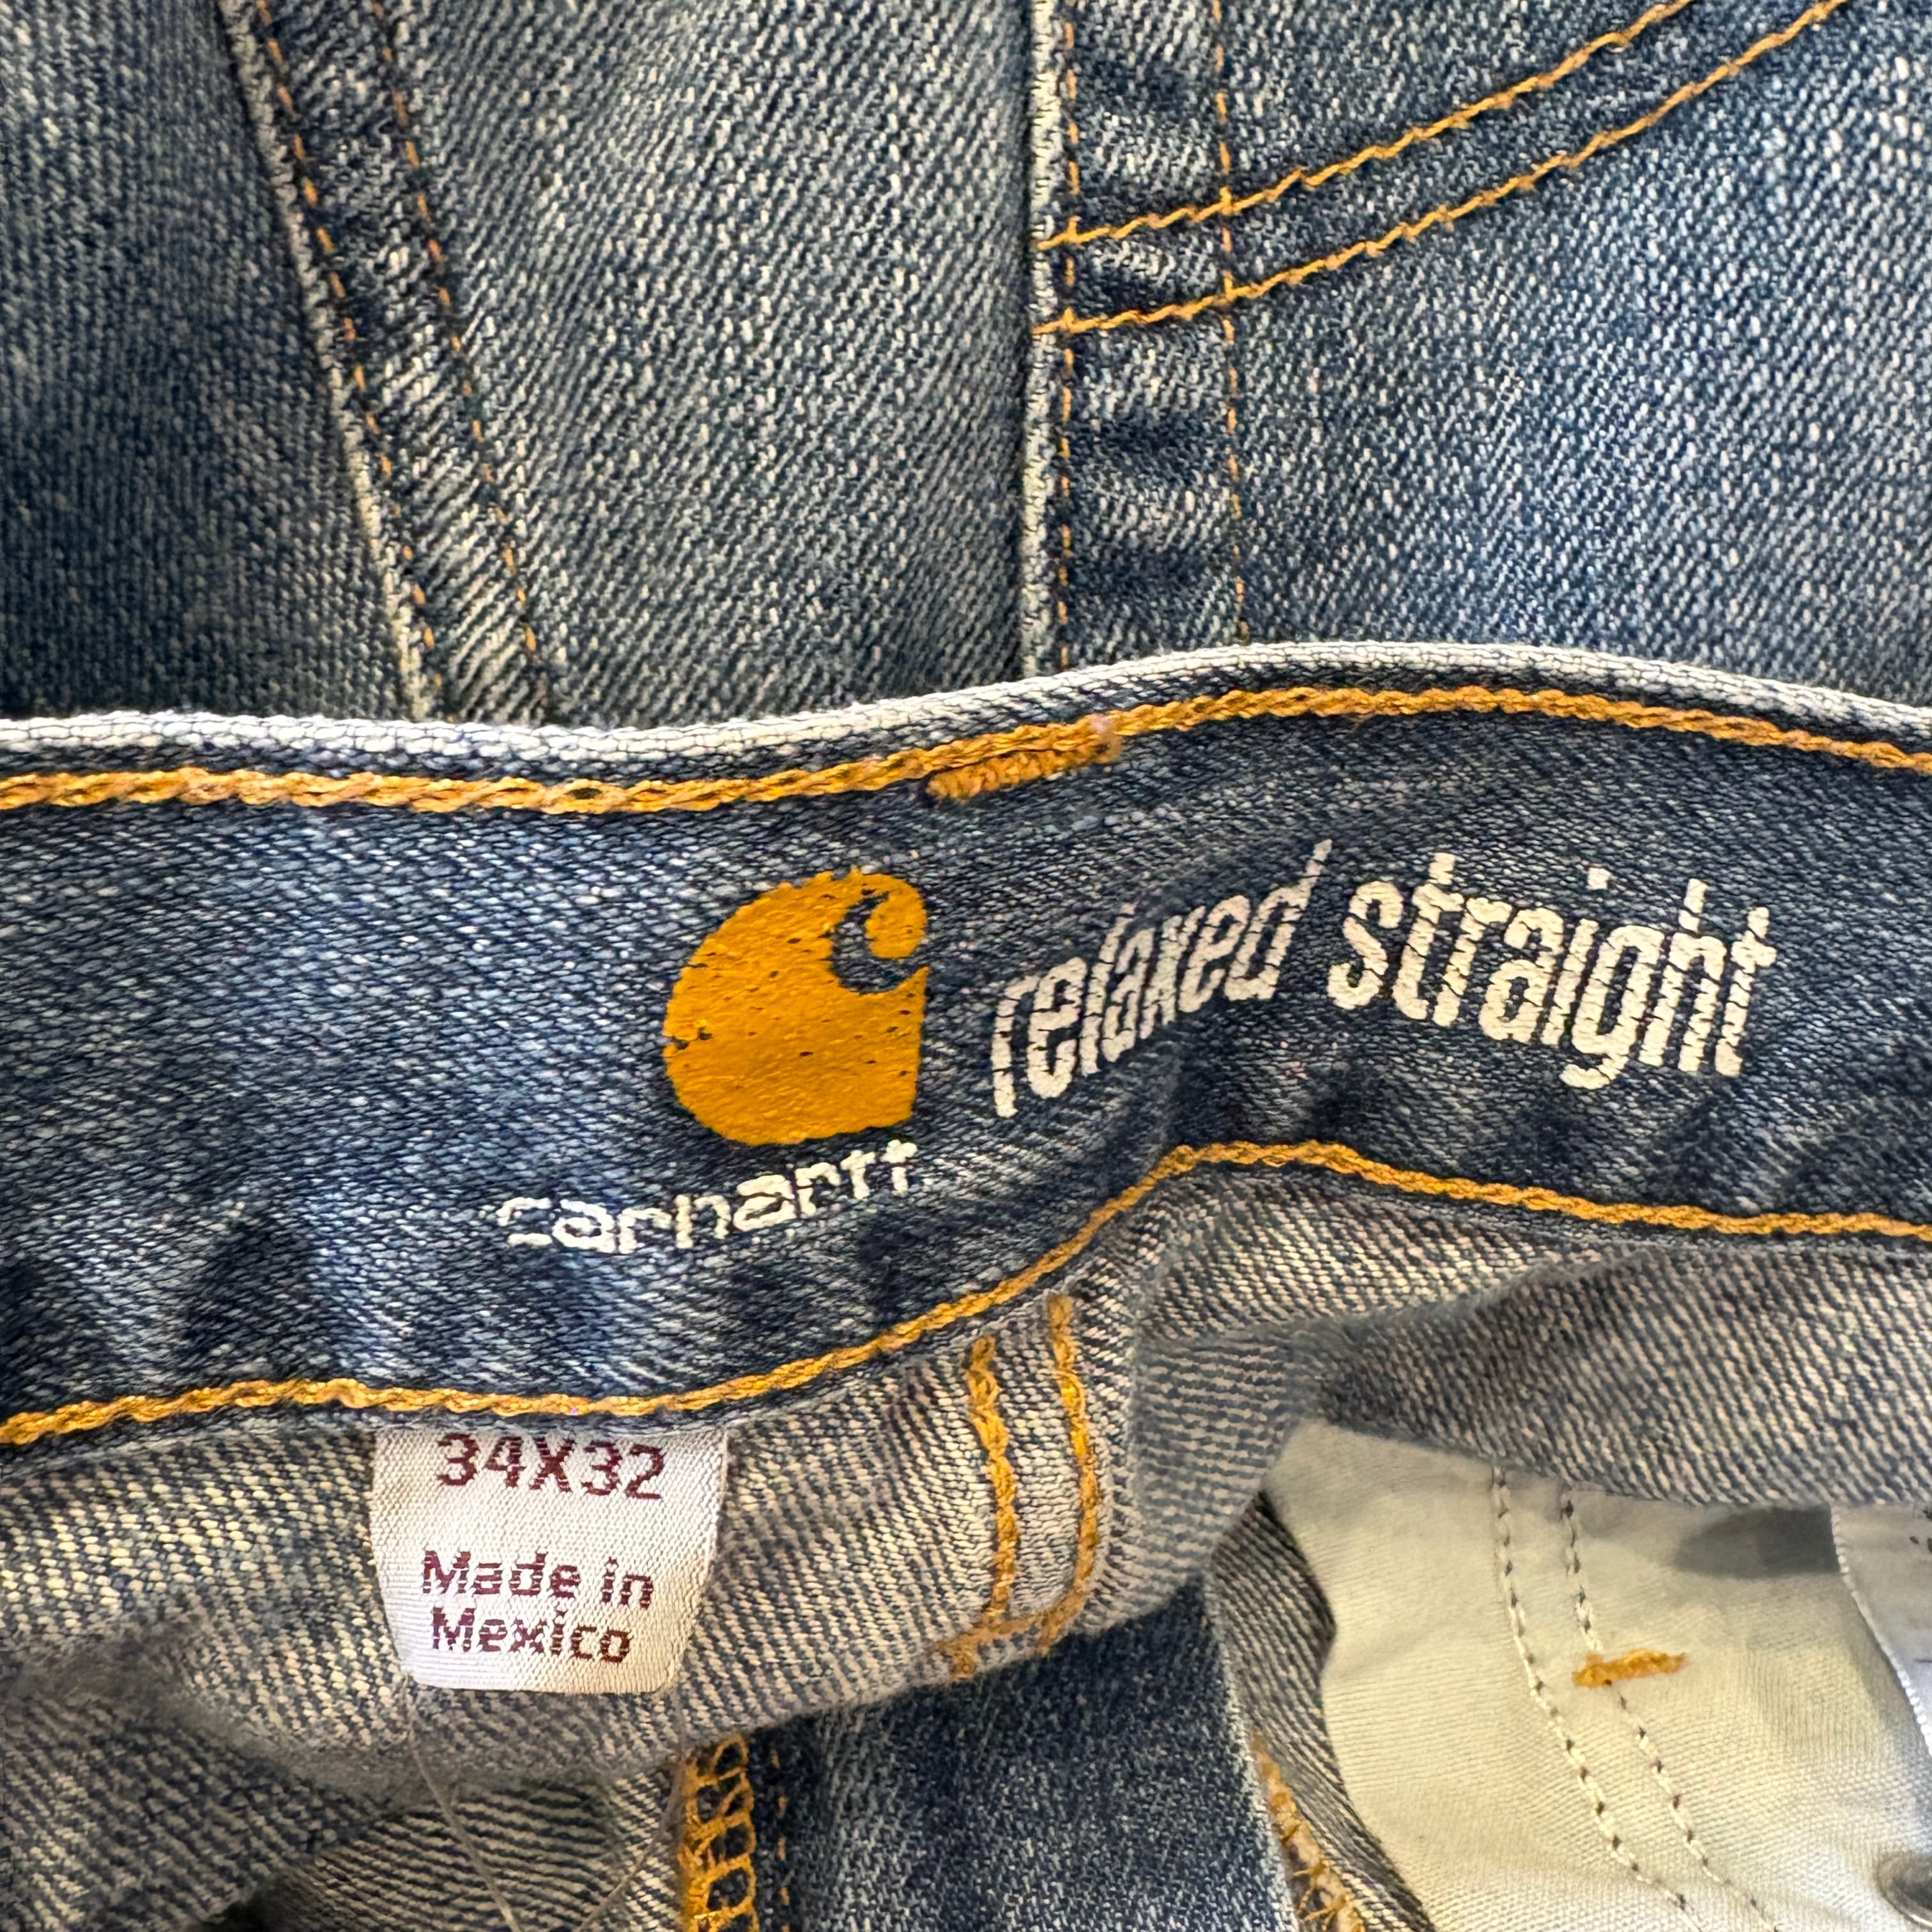 relaxed straight
carhartt
34X32
Made in
Mexico